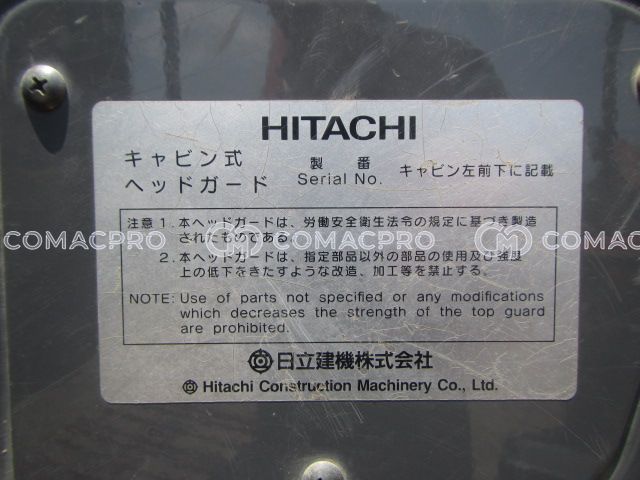 HITACHI
キャビン式
ヘッドガード
製番
Serial No.
キャビン左前下に記載
注意 1. 本ヘッドガードは、労働安全衛生法令の規定に基づき製造
されたものである。
2. 本ヘッドガードは、指定部品以外の部品の使用及び強度
上の低下をきたすような改造、加工等を禁止する。
NOTE: Use of parts not specified or any modifications
which decreases the strength of the top guard
are prohibited.
日立建機株式会社
Hitachi Construction Machinery Co., Ltd.
COMACPRO COMACPRO COMACPRO COM